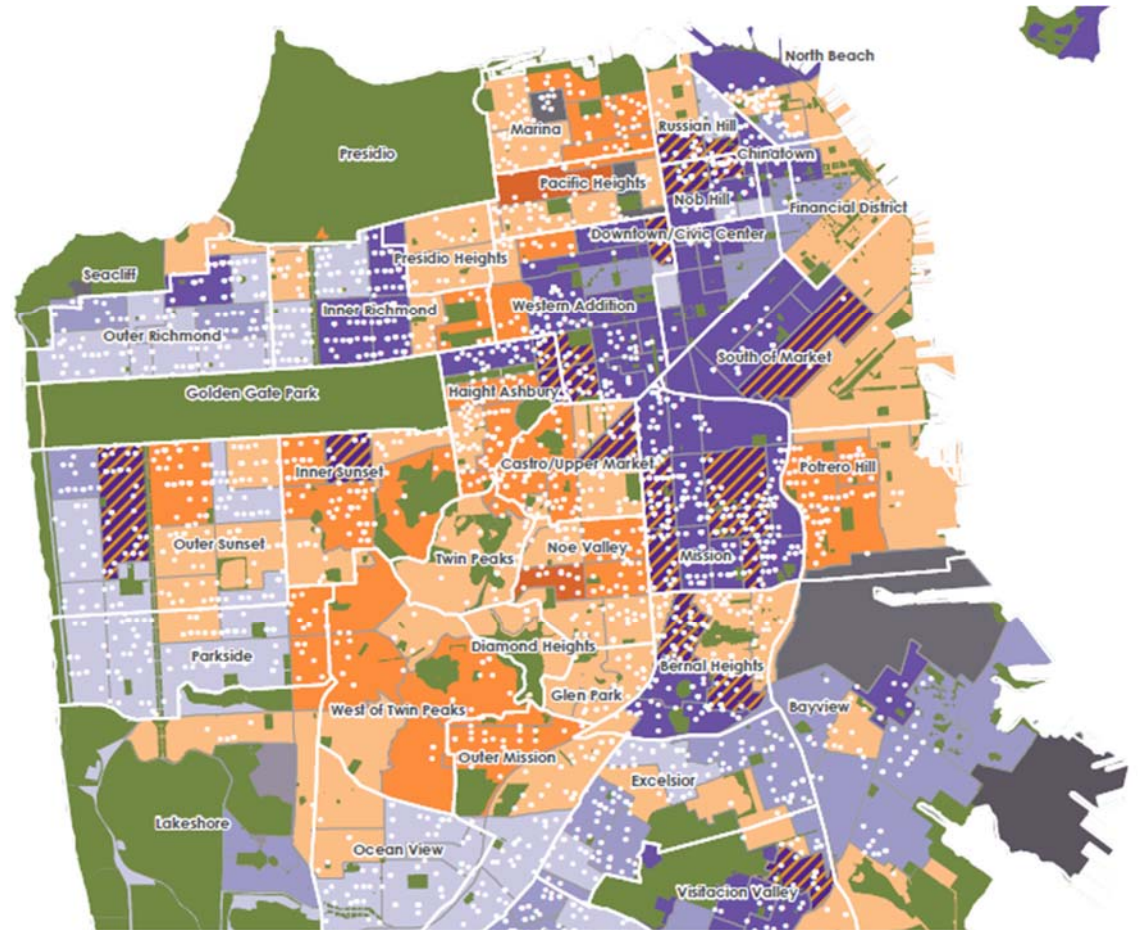 North Beach
Marina
Russian Hill
Presidio
Chinatown
Pacific Heights
Nob Hill
Financial District
Downtown/Civic Center
Presidio Heights
Seacliff
Western Addition
Inner Richmond
Outer Richmond
South of Market
Golden Gate Park
Haight Ashbury
Castro/Upper Market
Potrero Hill
Inner Sunset
Outer Sunset
Noe Valley
Twin Peaks
Mission
Diamond Heights
Parkside
Bernal Heights
Glen Park
West of Twin Peaks
Bayview
Outer Mission
Excelsior
Lakeshore
Ocean View
Visitacion Valley